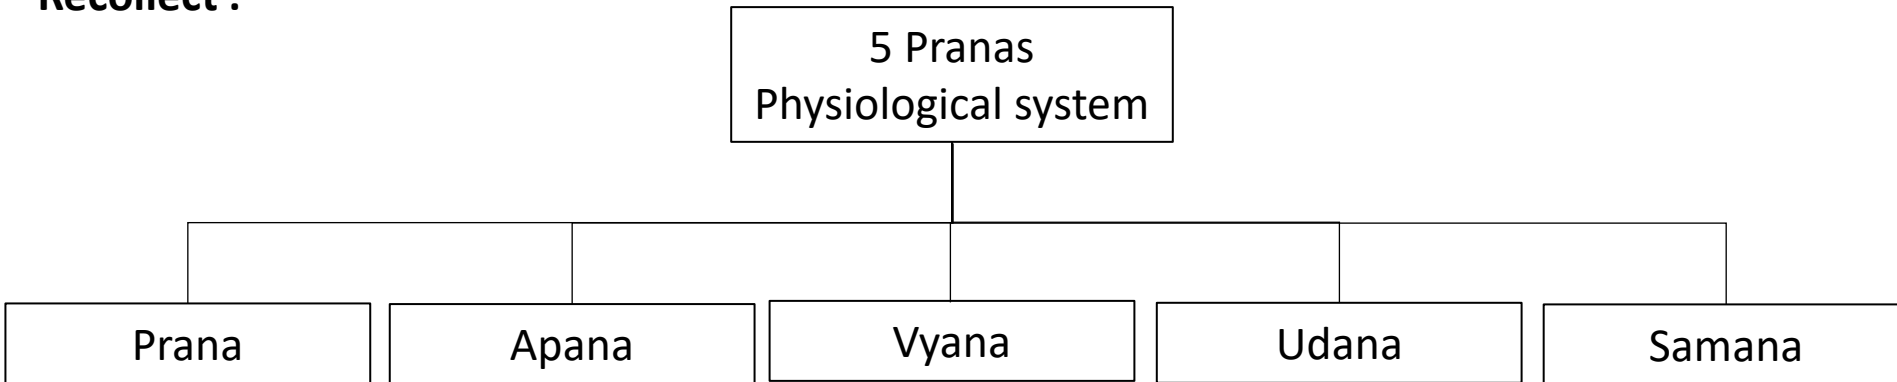 Recollect :
5 Pranas
Physiological system
Prana
Apana
Vyana
Udana
Samana